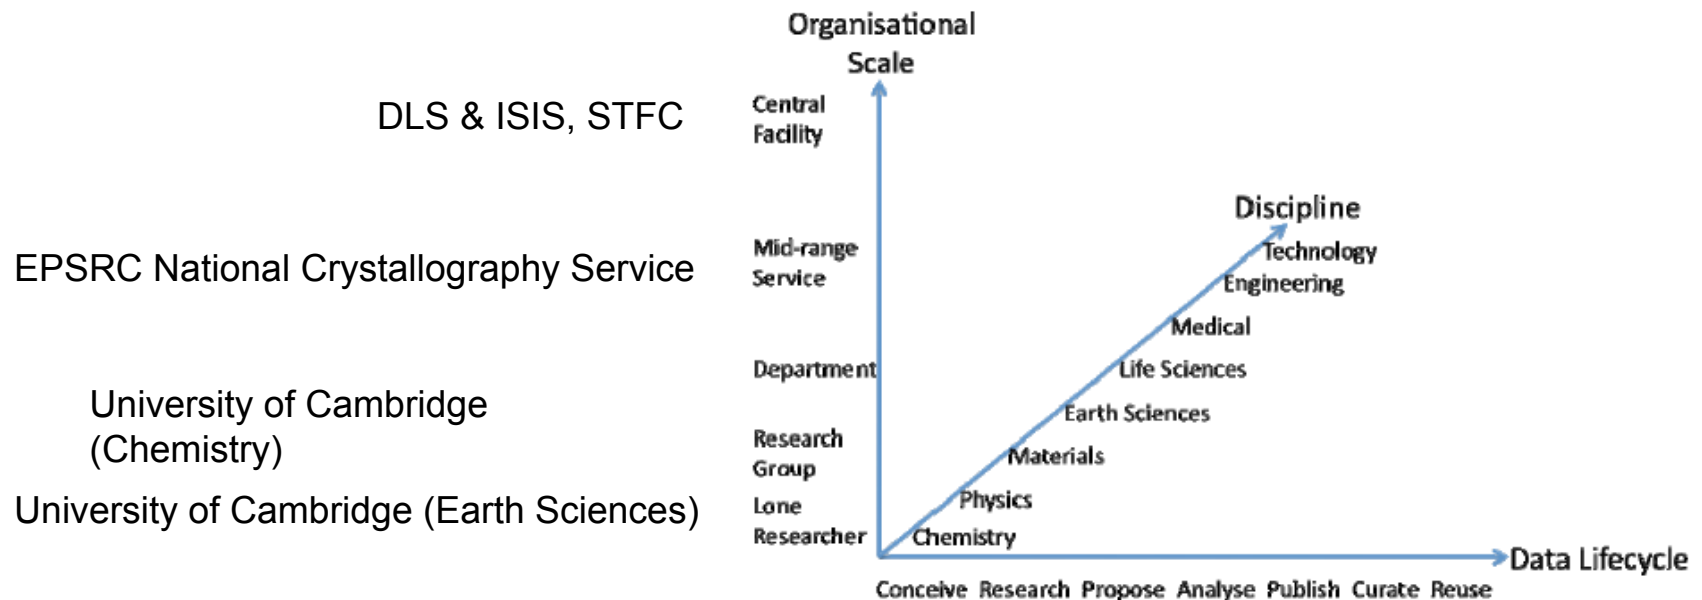 Organisational
Scale
DLS & ISIS, STFC
Central
Facility
Discipline
Technology
EPSRC National Crystallography Service
Mid-range
Service
Engineering
Medical
Department
Life Sciences
University of Cambridge
(Chemistry)
Earth Sciences
Research
Group
Materials
University of Cambridge (Earth Sciences)
Lone
Researcher
Physics
Chemistry
Data Lifecycle
Conceive Research Propose Analyse Publish Curate Reuse